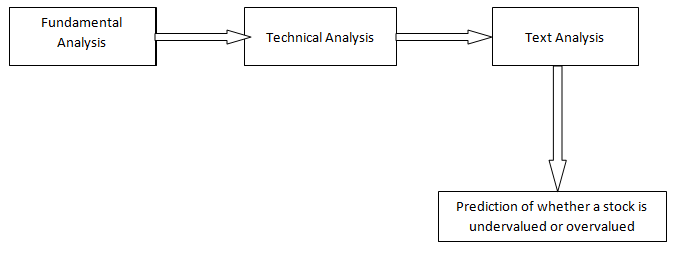 Fundamental
Analysis
Technical Analysis
Text Analysis
Prediction of whether a stock is
undervalued or overvalued